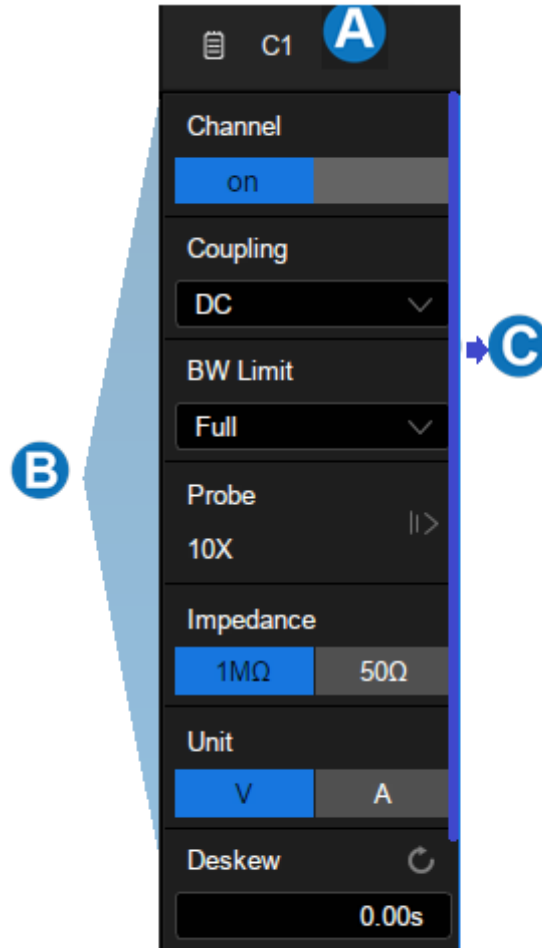 C1
A
Channel
on
Coupling
DC
C
BW Limit
Full
B
Probe
10X
Impedance
1MΩ 50Ω
Unit
V A
Deskew
0.00s